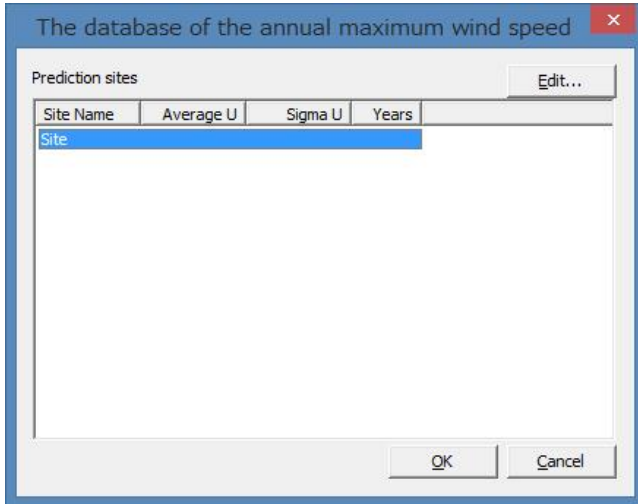 The database of the annual maximum wind speed
Prediction sites
Edit...
Site Name Average U Sigma U Years
Site
OK Cancel